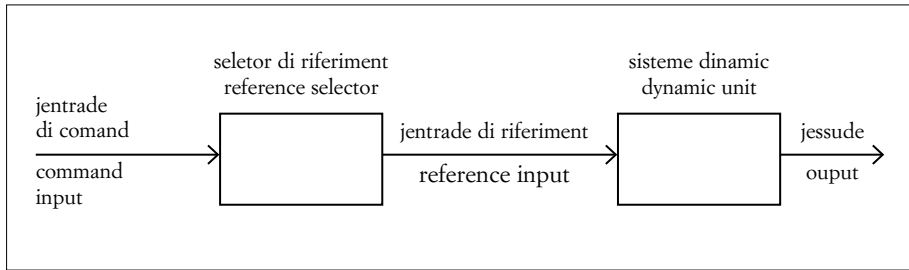 seletor di riferiment
reference selector
sisteme dinamic
dynamic unit
jentrade
di comand
command
input
jentrade di riferiment
reference input
jessude
ouput